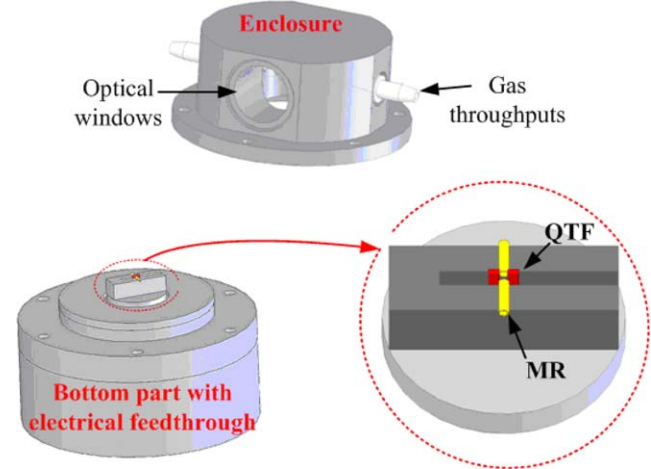 Enclosure
Optical
windows
Gas
throughputs
QTF
MR
Bottom part with
electrical feedthrough